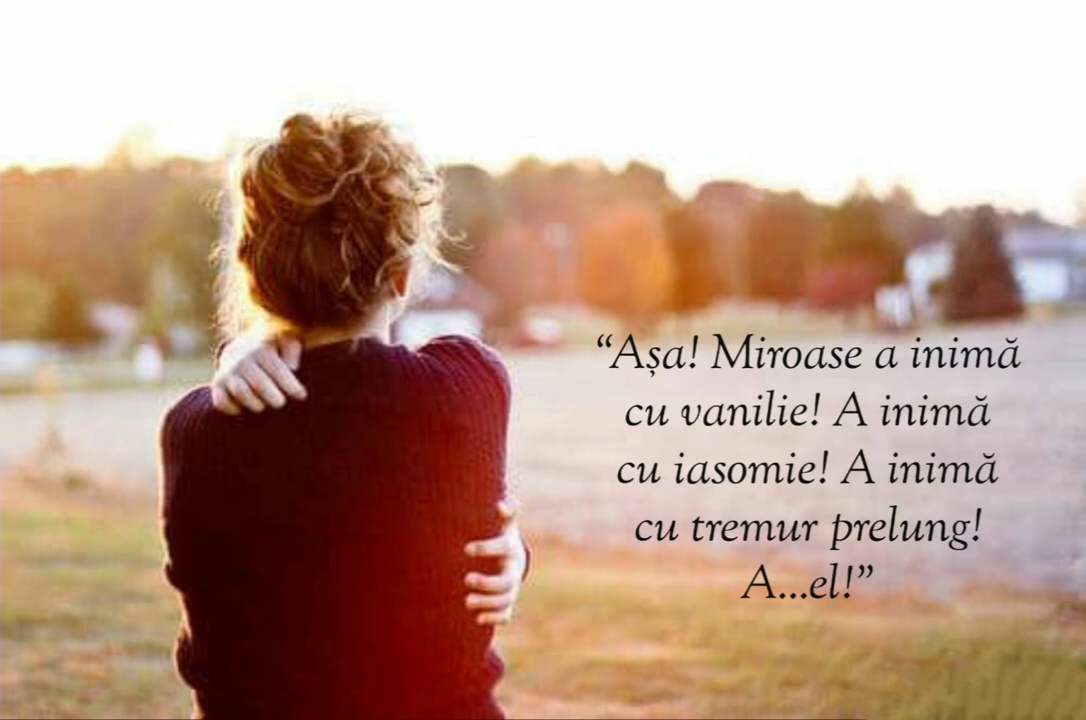 “Așa! Miroase a inimă
cu vanilie! A inimă
cu iasomie! A inimă
cu tremur prelung!
A...el!”